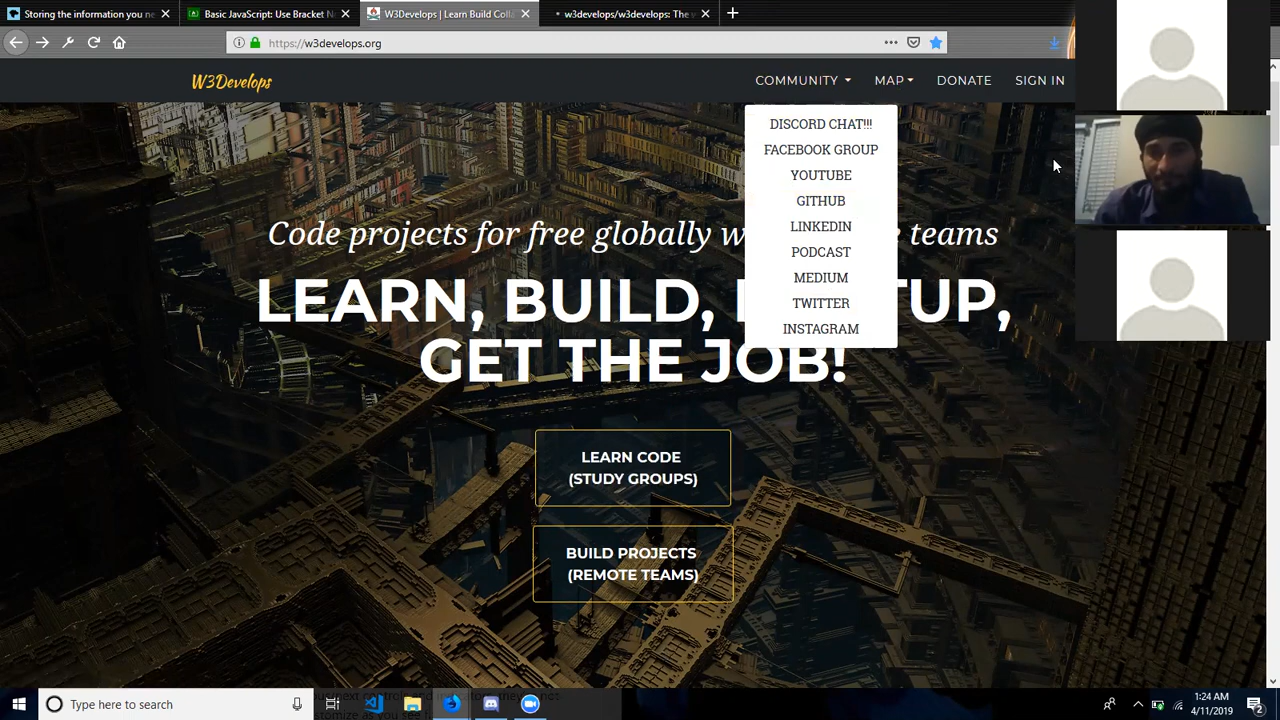 Storing the information you ne
Basic JavaScript: Use Bracket N
W3Develops | Learn Build Coll
w3develops/w3develops: The
https://w3develops.org
W3Develops
COMMUNITY
MAP
DONATE
SIGN IN
DISCORD CHAT!!!
FACEBOOK GROUP
YOUTUBE
GITHUB
LINKEDIN
PODCAST
MEDIUM
TWITTER
INSTAGRAM
Code projects for free globally w e teams
LEARN, BUILD, TUP,
GET THE JOB!
LEARN CODE
(STUDY GROUPS)
BUILD PROJECTS
(REMOTE TEAMS)
Type here to search
1:24 AM
4/11/2019
2